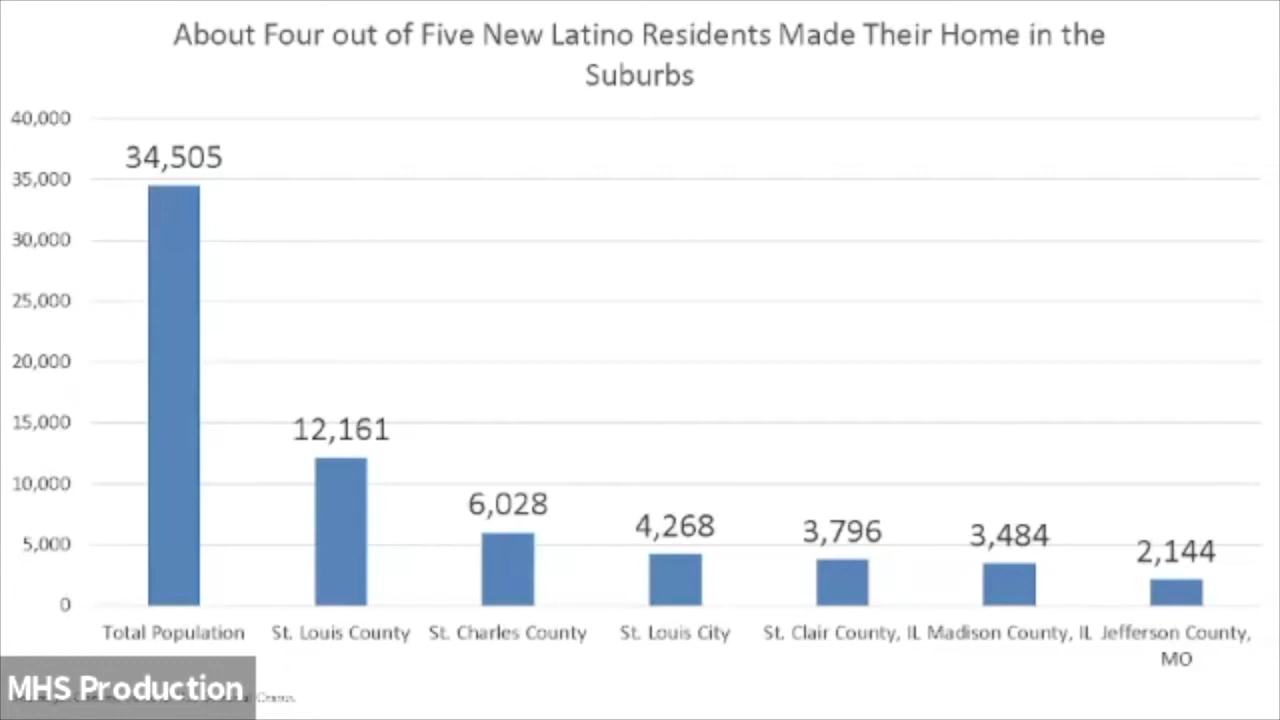 About Four out of Five New Latino Residents Made Their Home in the
Suburbs
40,000
34,505
35,000
30,000
25,000
20,000
15,000
12,161
10,000
6,028
4,268
3,796
3,484
2,144
5,000
0
Total Population
St. Louis County
St. Charles County
St. Louis City
St. Clair County, IL
Madison County, IL
Jefferson County,
MO
MHS Production
Census.